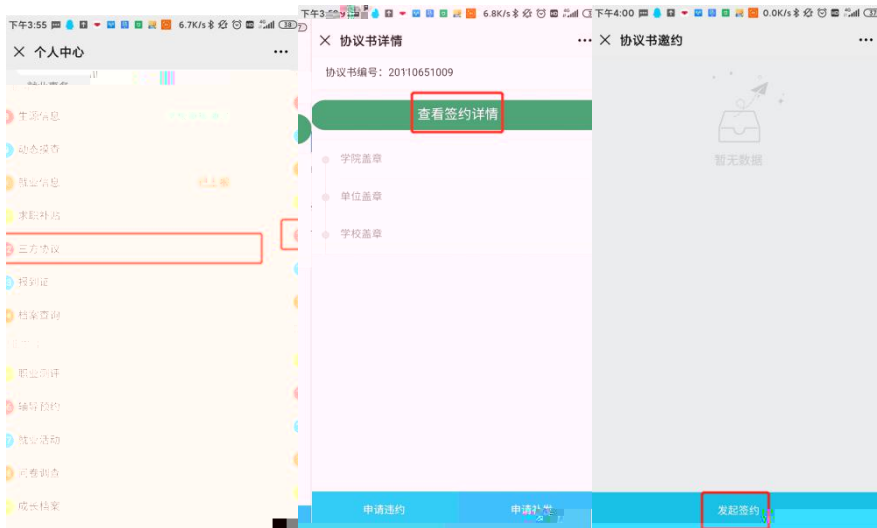 下午3:55
6.7K/s
个人中心
生源信息
动态摸查
就业信息
求职补贴
三方协议
报到证
档案查询
职业测评
辅导预约
就业活动
问卷调查
成长档案
6.8K/s
协议书详情
协议书编号：20110651009
查看签约详情
学院盖章
单位盖章
学校盖章
申请违约
下午4:00
0.0K/s
协议书邀约
暂无数据
发起签约